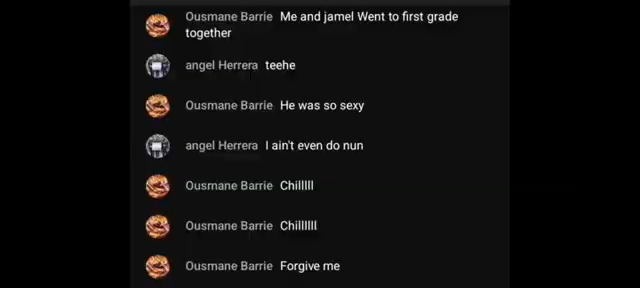 Ousmane Barrie Me and jamel Went to first grade
together
angel Herrera teehe
Ousmane Barrie He was so sexy
angel Herrera I ain't even do nun
Ousmane Barrie Chilllll
Ousmane Barrie Chillllll
Ousmane Barrie Forgive me